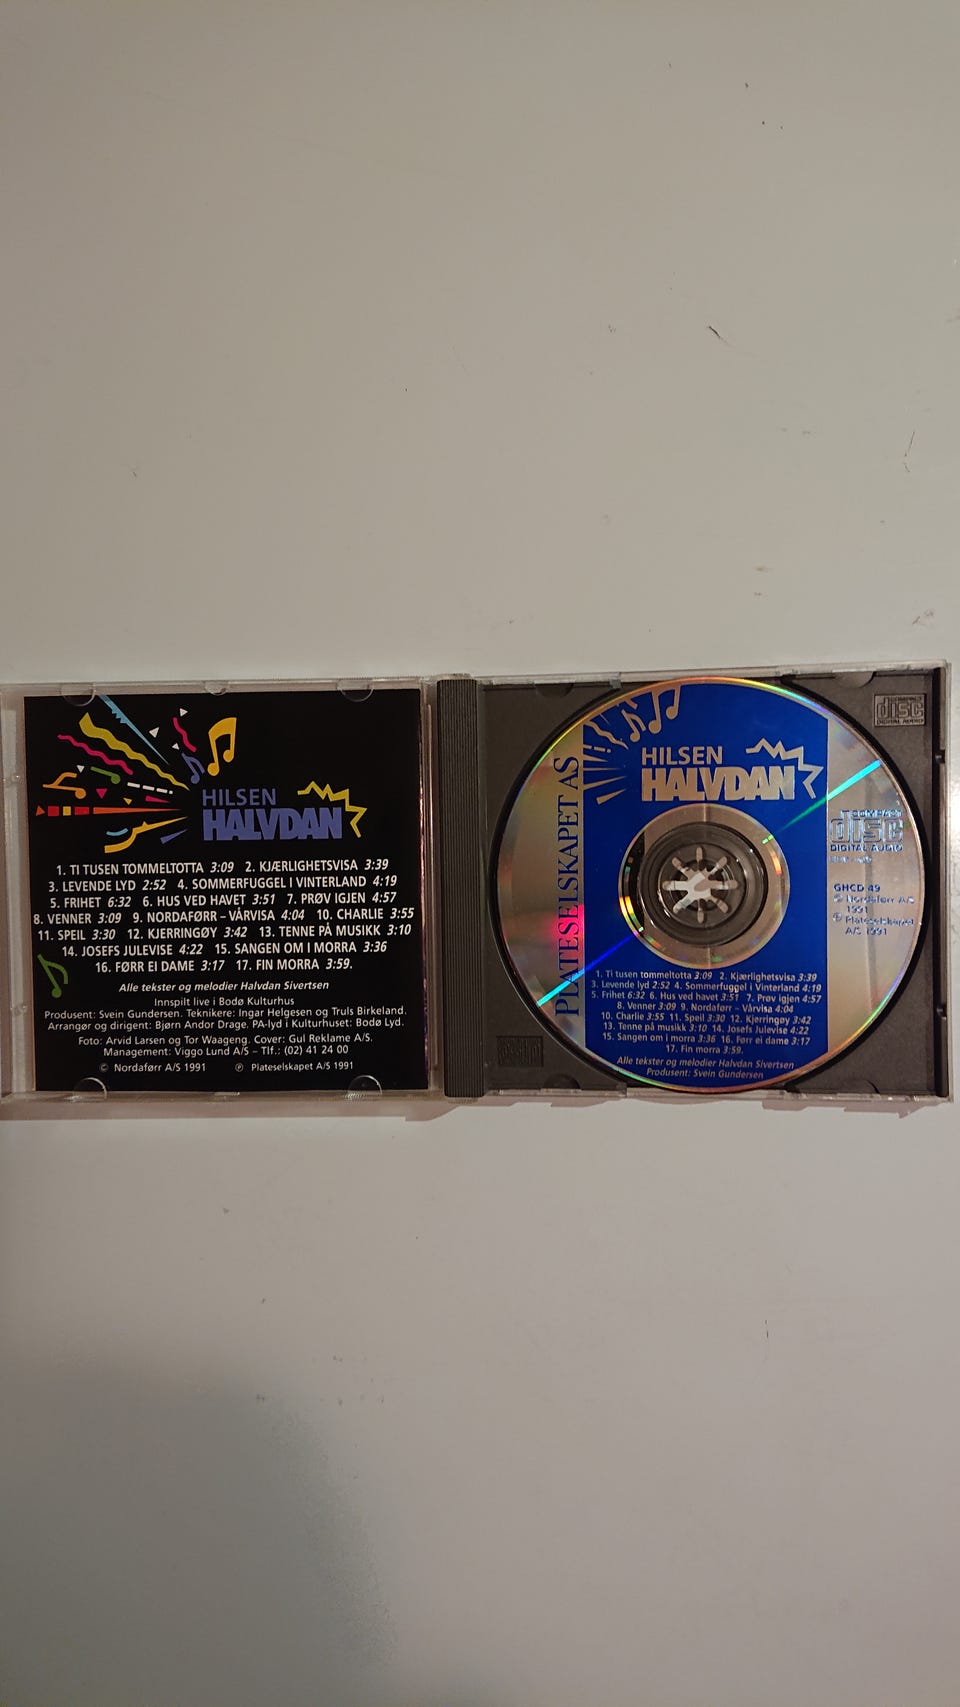 HILSEN
HALVDAN
1. TI TUSEN TOMMELTOTTA 3:09 2. KJÆRLIGHETSVISA 3:39
3. LEVENDE LYD 2:52 4. SOMMERFUGGEL I VINTERLAND 4:19
5. FRIHET 6:32 6. HUS VED HAVET 3:51 7. PRØV IGJEN 4:57
8. VENNER 3:09 9. NORDAFØRR – VÅRVISA 4:04 10. CHARLIE 3:55
11. SPEIL 3:30 12. KJERRINGØY 3:42 13. TENNE PÅ MUSIKK 3:10
14. JOSEFS JULEVISE 4:22 15. SANGEN OM I MORRA 3:36
16. FØRR EI DAME 3:17 17. FIN MORRA 3:59.
Alle tekster og melodier Halvdan Sivertsen
Innspilt live i Bodø Kulturhus
Produsent: Svein Gundersen. Teknikere: Ingar Helgesen og Truls Birkeland.
Arrangør og dirigent: Bjørn Andor Drage. PA-lyd i Kulturhuset: Bodø Lyd.
Foto: Arvid Larsen og Tor Waageng. Cover: Gul Reklame A/S.
Management: Viggo Lund A/S – Tlf.: (02) 41 24 00
© Nordaførr A/S 1991 ℗ Plateselskapet A/S 1991
PLATESELSKAPET AS
HILSEN
HALVDAN
1. Ti tusen tommeltotta 3:09 2. Kjærlighetsvisa 3:39
3. Levende lyd 2:52 4. Sommerfuggel i Vinterland 4:19
5. Frihet 6:32 6. Hus ved havet 3:51 7. Prøv igjen 4:57
8. Venner 3:09 9. Nordaførr – Vårvisa 4:04
10. Charlie 3:55 11. Speil 3:30 12. Kjerringøy 3:42
13. Tenne på musikk 3:10 14. Josefs Julevise 4:22
15. Sangen om i morra 3:36 16. Førr ei dame 3:17
17. Fin morra 3:59.
Alle tekster og melodier Halvdan Sivertsen
Produsent: Svein Gundersen
COMPACT
disc
DIGITAL AUDIO
GHCD 49
© Nordaførr A/S
1991
℗ Plateselskapet
A/S 1991
disc
DIGITAL AUDIO